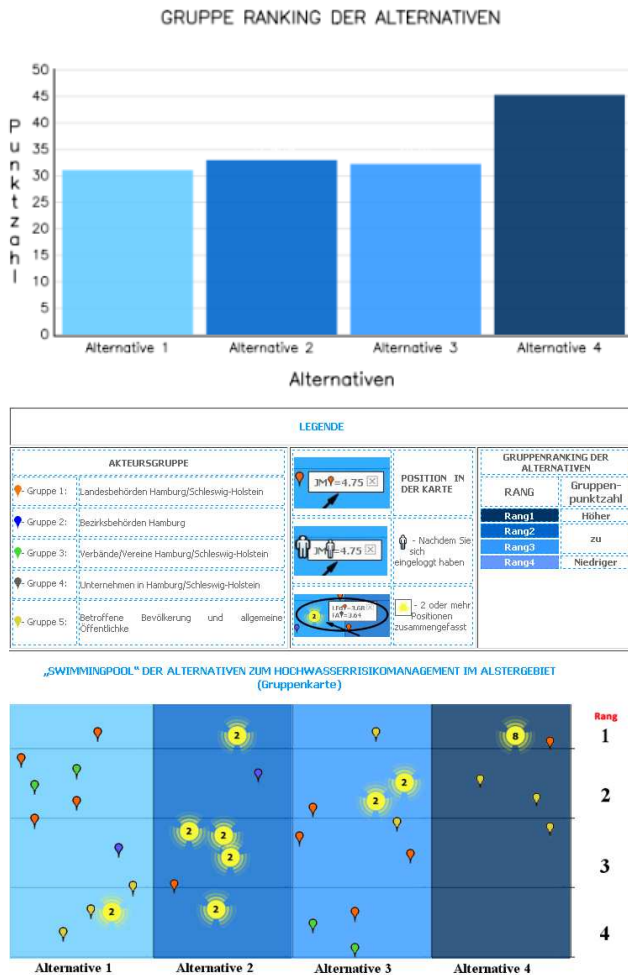 GRUPPE RANKING DER ALTERNATIVEN
Punktzahl
50
45
40
35
30
25
20
15
10
5
0
Alternative 1 Alternative 2 Alternative 3 Alternative 4
Alternativen
LEGENDE
AKTEURSGRUPPE
- Gruppe 1: Landesbehörden Hamburg/Schleswig-Holstein
- Gruppe 2: Bezirksbehörden Hamburg
- Gruppe 3: Verbände/Vereine Hamburg/Schleswig-Holstein
- Gruppe 4: Unternehmen in Hamburg/Schleswig-Holstein
- Gruppe 5: Betroffene Bevölkerung und allgemeine
Öffentlichke
=4.75
POSITION IN
DER KARTE
=4.75
- Nachdem Sie
sich
eingeloggt haben
2
=3.64
- 2 oder mehr
Positionen
zusammengefasst
GRUPPENRANKING DER
ALTERNATIVEN
RANG Gruppen-
punktzahl
Rang1 Höher
Rang2
zu
Rang3
Rang4 Niedriger
„SWIMMINGPOOL“ DER ALTERNATIVEN ZUM HOCHWASSERRISIKOMANAGEMENT IM ALSTERGEBIET
(Gruppenkarte)
Rang
2 8 1
2 2 2
2 2 2 3
2 2 4
Alternative 1 Alternative 2 Alternative 3 Alternative 4